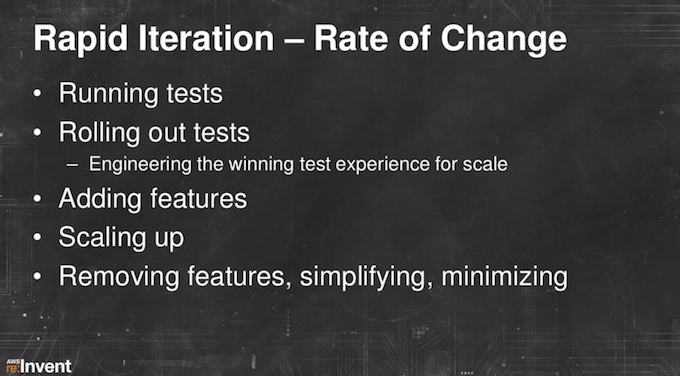 Rapid Iteration – Rate of Change
• Running tests
• Rolling out tests
– Engineering the winning test experience for scale
• Adding features
• Scaling up
• Removing features, simplifying, minimizing
AWS
re:Invent